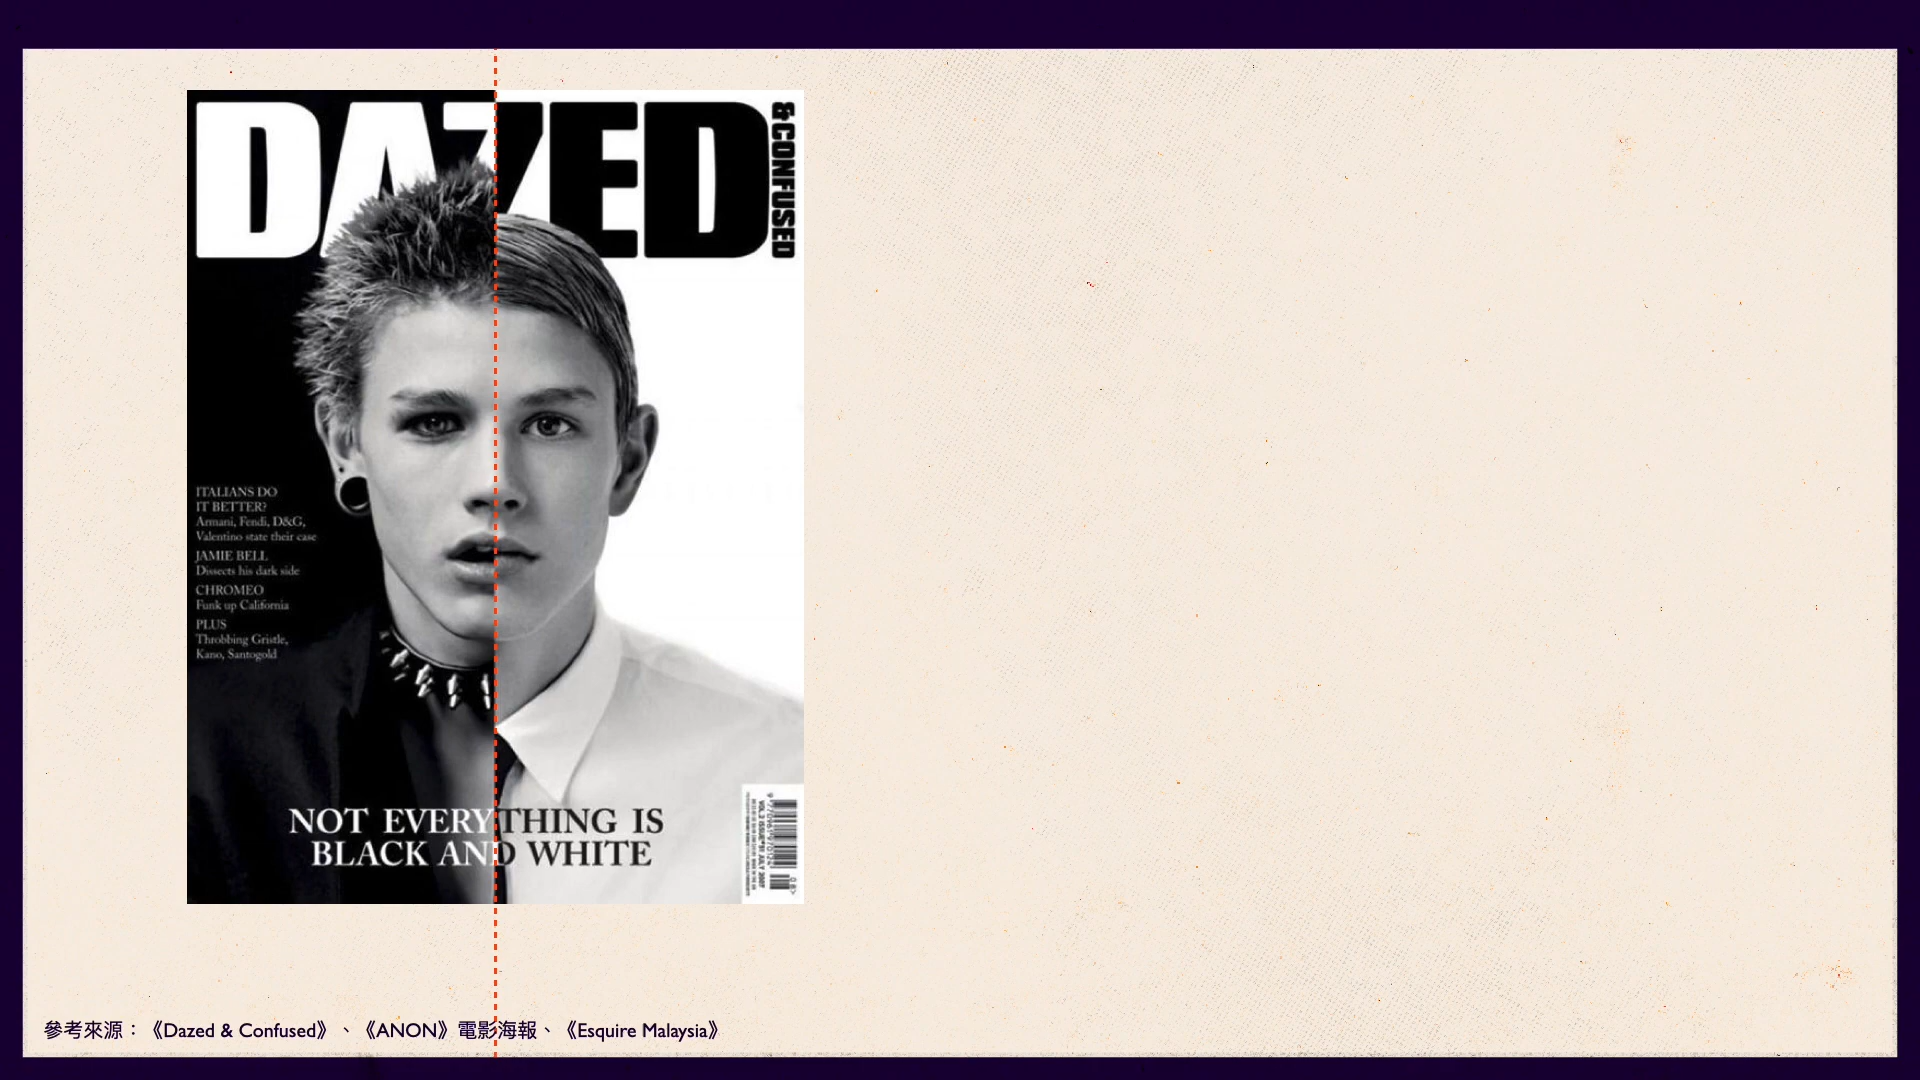 DAZED
& CONFUSED
ITALIANS DO
IT BETTER?
Armani, Fendi, D&G,
Valentino state their case
JAMIE BELL
Dissects his dark side
CHROMEO
Funk up California
PLUS
Throbbing Gristle,
Kano, Santogold
NOT EVERYTHING IS
BLACK AND WHITE
參考來源：《Dazed & Confused》、《ANON》電影海報、《Esquire Malaysia》